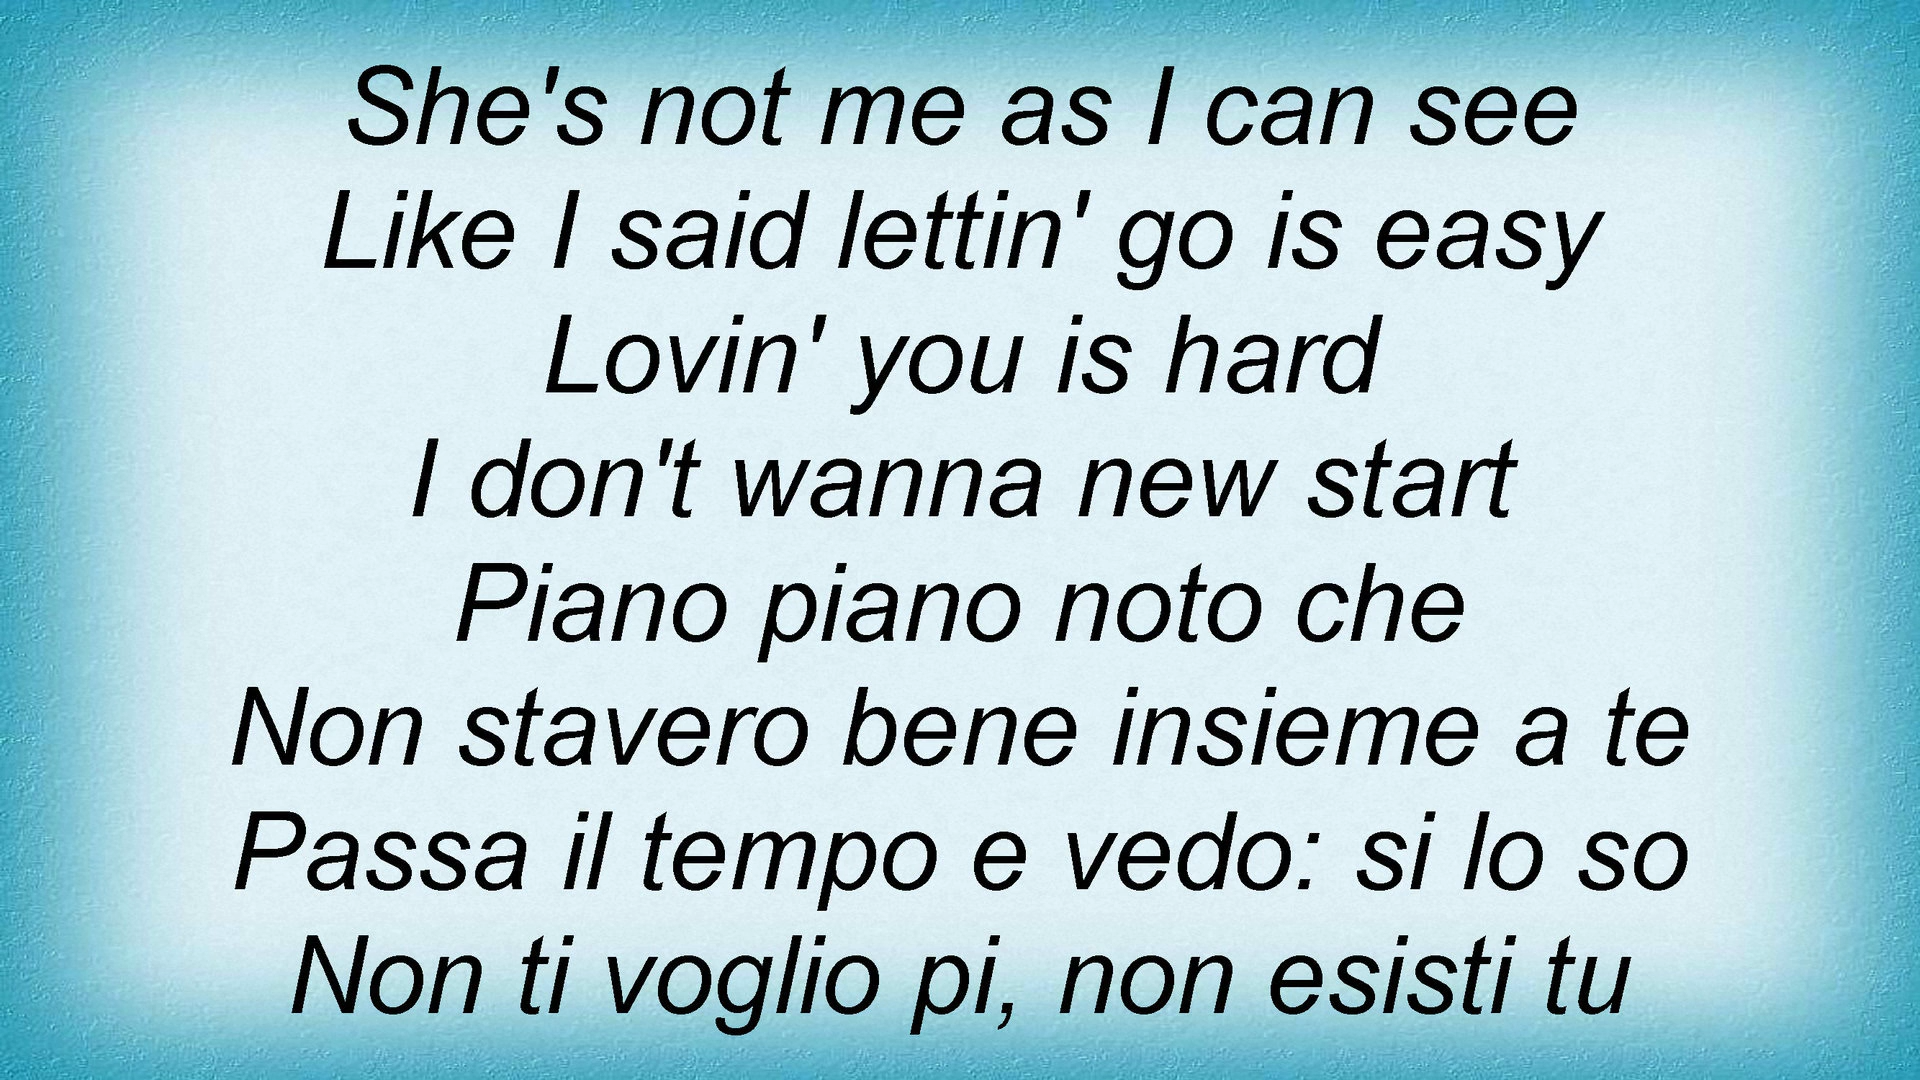 She's not me as I can see
Like I said lettin' go is easy
Lovin' you is hard
I don't wanna new start
Piano piano noto che
Non stavero bene insieme a te
Passa il tempo e vedo: si lo so
Non ti voglio pi, non esisti tu